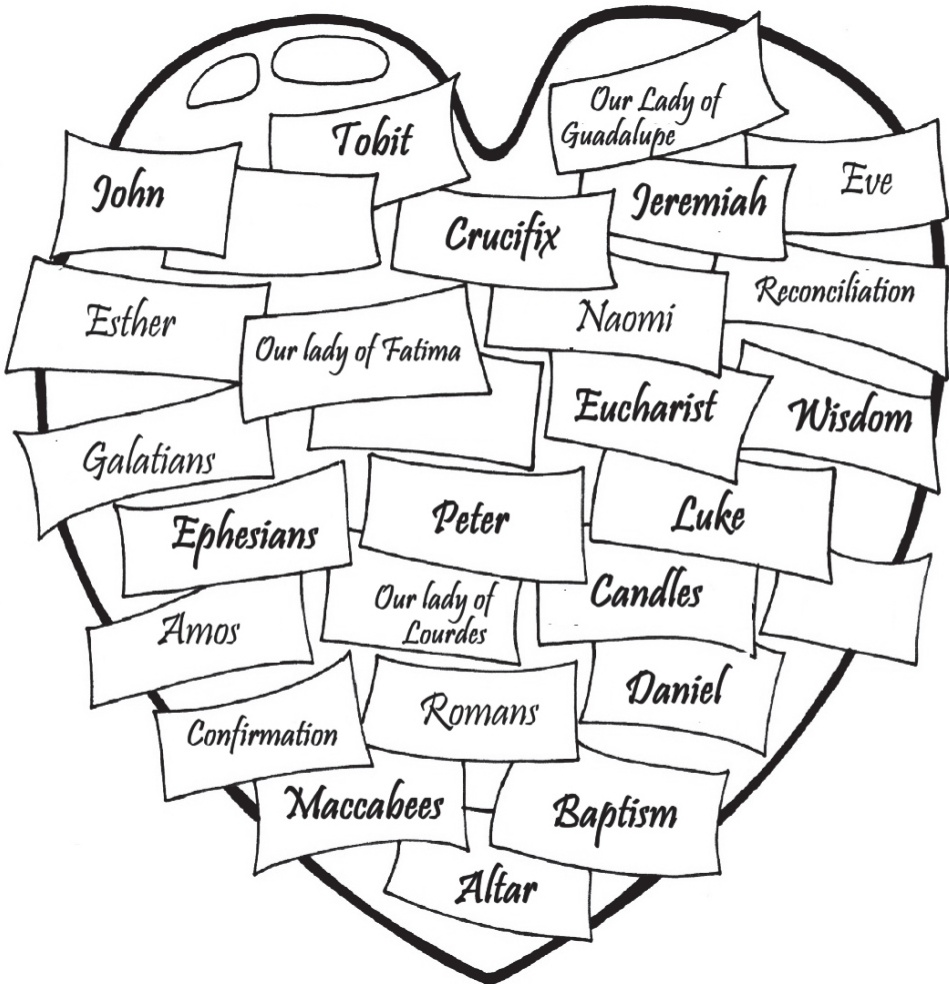 Our Lady of
Guadalupe
Tobit
John
Eve
Jeremiah
Crucifix
Reconciliation
Esther
Naomi
Our lady of Fatima
Eucharist
Wisdom
Galatians
Peter
Luke
Ephesians
Candles
Our lady of
Lourdes
Amos
Daniel
Romans
Confirmation
Maccabees
Baptism
Altar